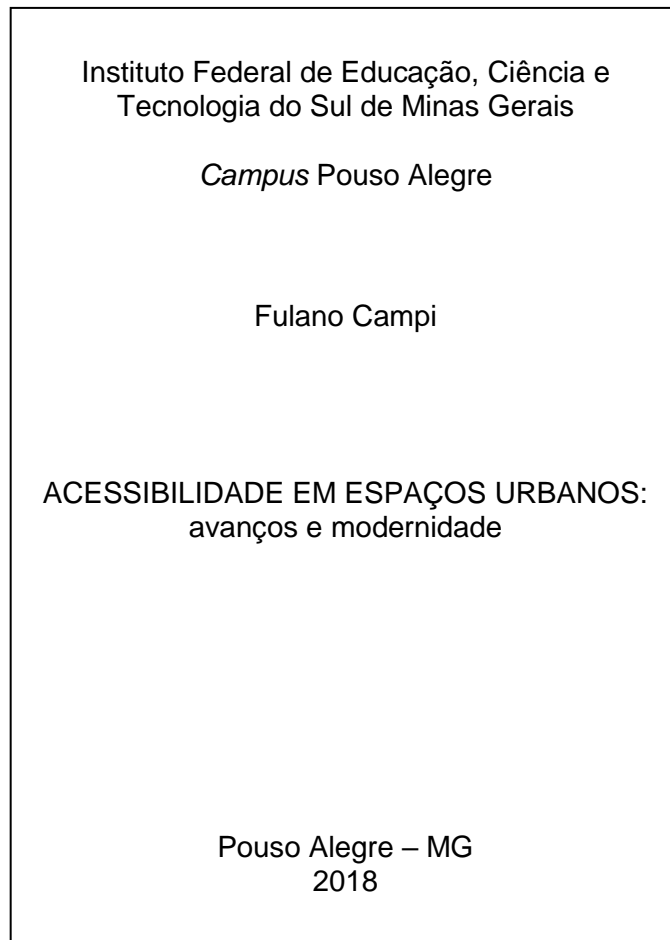 Instituto Federal de Educação, Ciência e
Tecnologia do Sul de Minas Gerais
Campus Pouso Alegre
Fulano Campi
ACESSIBILIDADE EM ESPAÇOS URBANOS:
avanços e modernidade
Pouso Alegre – MG
2018